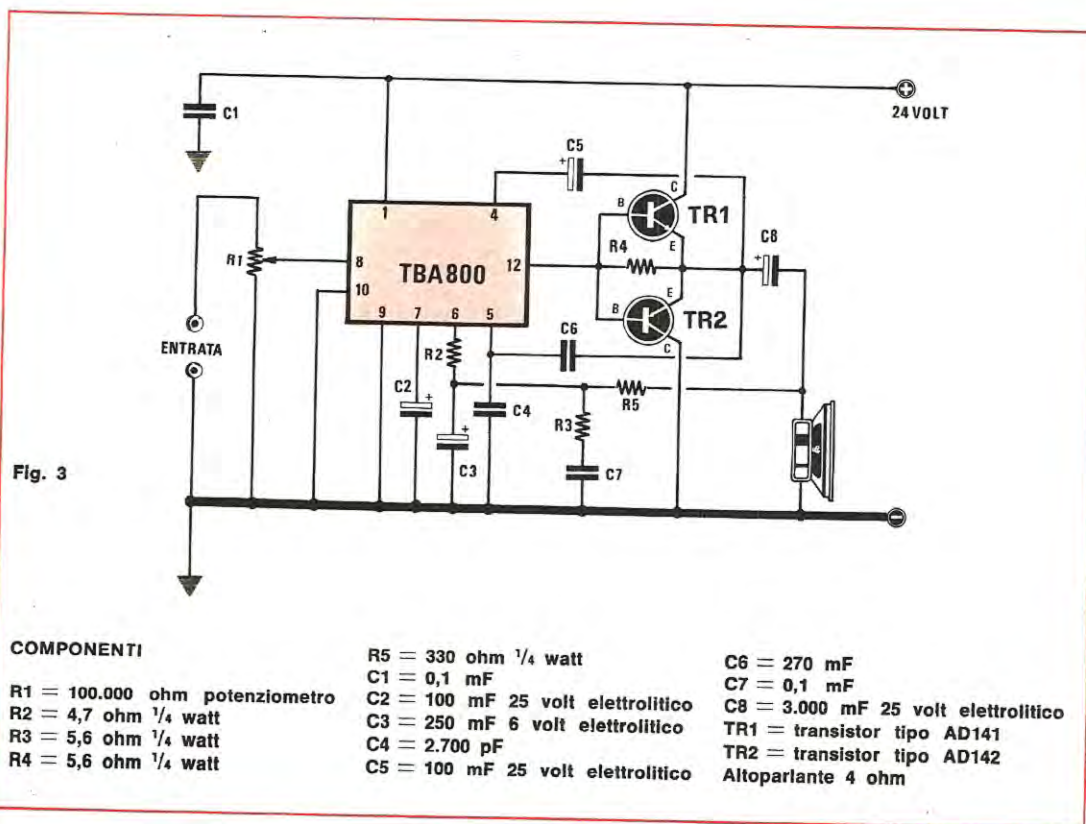 C1
24 VOLT
C5
+
C
B
TR1
1
4
R4
E
C8
+
R1
8
TBA800
12
10
E
B
TR2
9
7
6
5
C
ENTRATA
R2
C6
C2
+
+
C4
R5
R3
C3
C7
Fig. 3
COMPONENTI
R1 = 100.000 ohm potenziometro
R2 = 4,7 ohm 1/4 watt
R3 = 5,6 ohm 1/4 watt
R4 = 5,6 ohm 1/4 watt
R5 = 330 ohm 1/4 watt
C1 = 0,1 mF
C2 = 100 mF 25 volt elettrolitico
C3 = 250 mF 6 volt elettrolitico
C4 = 2.700 pF
C5 = 100 mF 25 volt elettrolitico
C6 = 270 mF
C7 = 0,1 mF
C8 = 3.000 mF 25 volt elettrolitico
TR1 = transistor tipo AD141
TR2 = transistor tipo AD142
Altoparlante 4 ohm